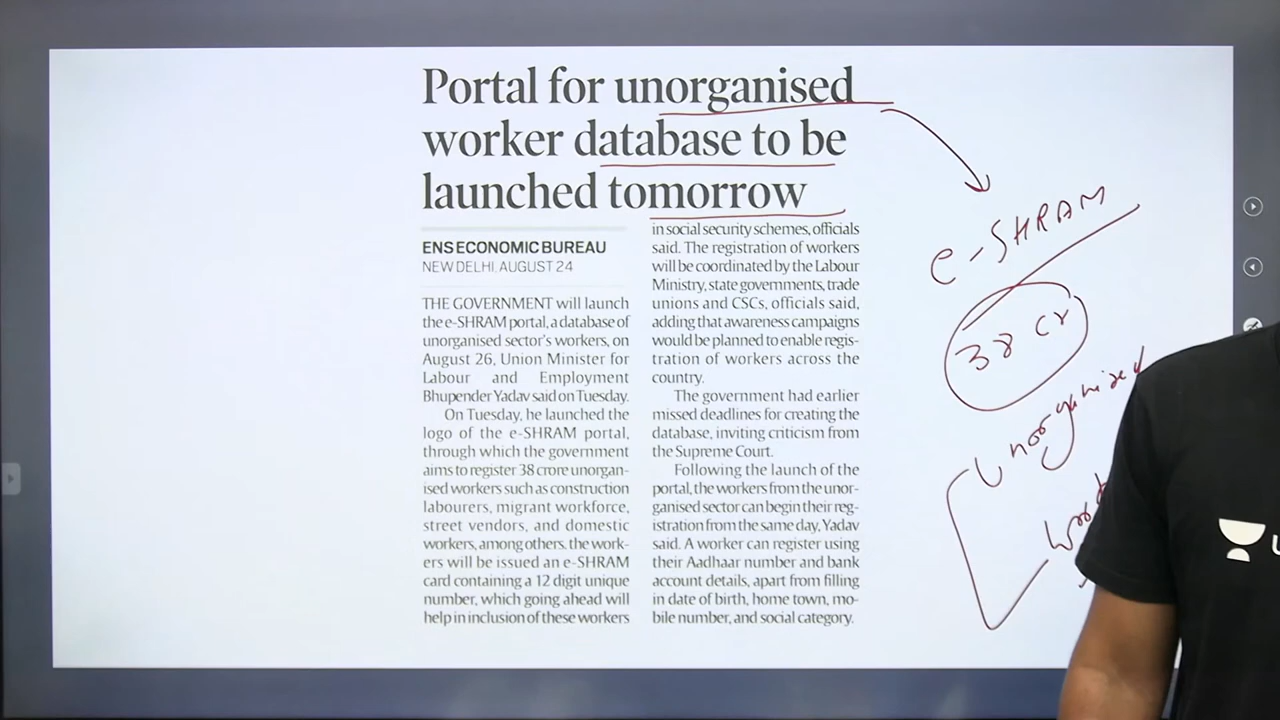 Portal for unorganised
worker database to be
launched tomorrow
ENS ECONOMIC BUREAU
NEW DELHI, AUGUST 24
THE GOVERNMENT will launch
the e-SHRAM portal, a database of
unorganised sector's workers, on
August 26, Union Minister for
Labour and Employment
Bhupender Yadav said on Tuesday.
On Tuesday, he launched the
logo of the e-SHRAM portal,
through which the government
aims to register 38 crore unorgan-
ised workers such as construction
labourers, migrant workforce,
street vendors, and domestic
workers, among others. the work-
ers will be issued an e-SHRAM
card containing a 12 digit unique
number, which going ahead will
help in inclusion of these workers
in social security schemes, officials
said. The registration of workers
will be coordinated by the Labour
Ministry, state governments, trade
unions and CSCs, officials said,
adding that awareness campaigns
would be planned to enable regis-
tration of workers across the
country.
The government had earlier
missed deadlines for creating the
database, inviting criticism from
the Supreme Court.
Following the launch of the
portal, the workers from the unor-
ganised sector can begin their reg-
istration from the same day, Yadav
said. A worker can register using
their Aadhaar number and bank
account details, apart from filling
in date of birth, home town, mo-
bile number, and social category.
e-SHRAM
38 Cr
Unorganised